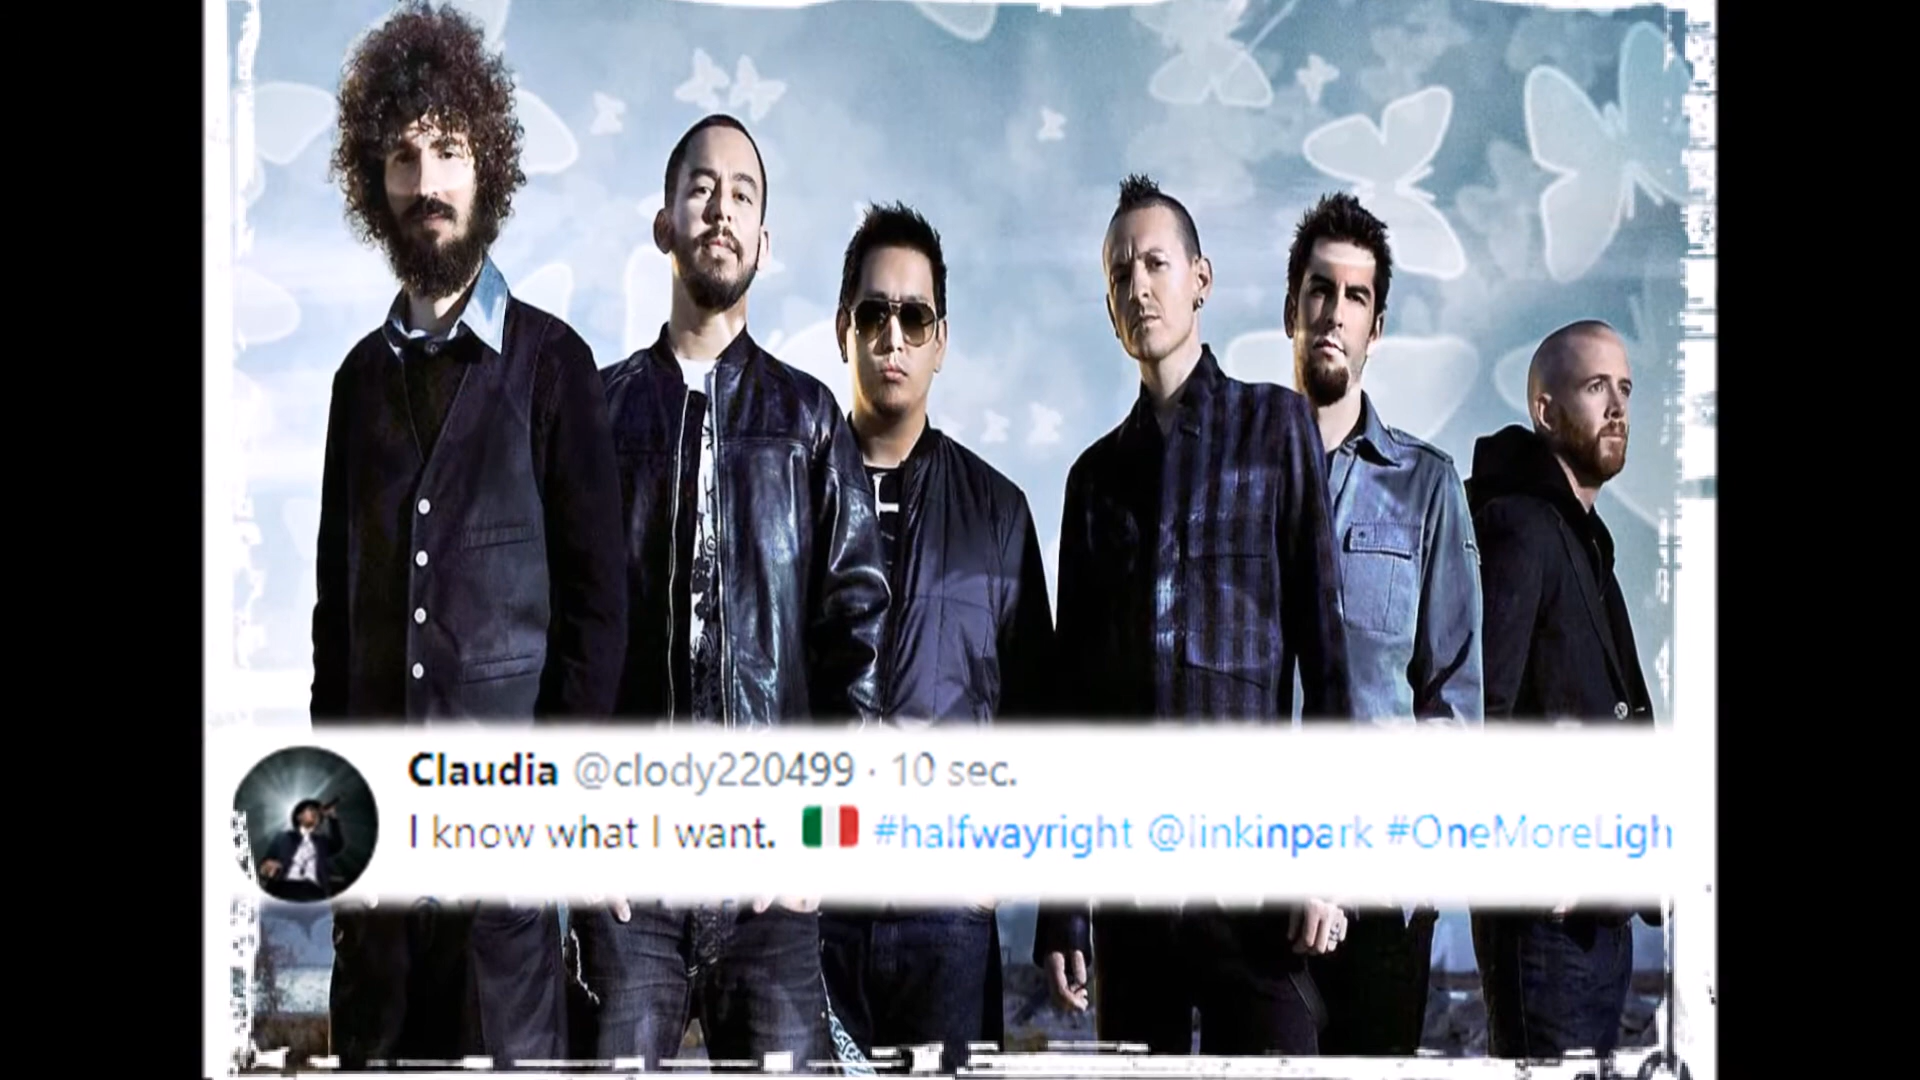 Claudia @clody220499 · 10 sec.
I know what I want. 🇮🇹 #halfwayright @linkinpark #OneMoreLigh